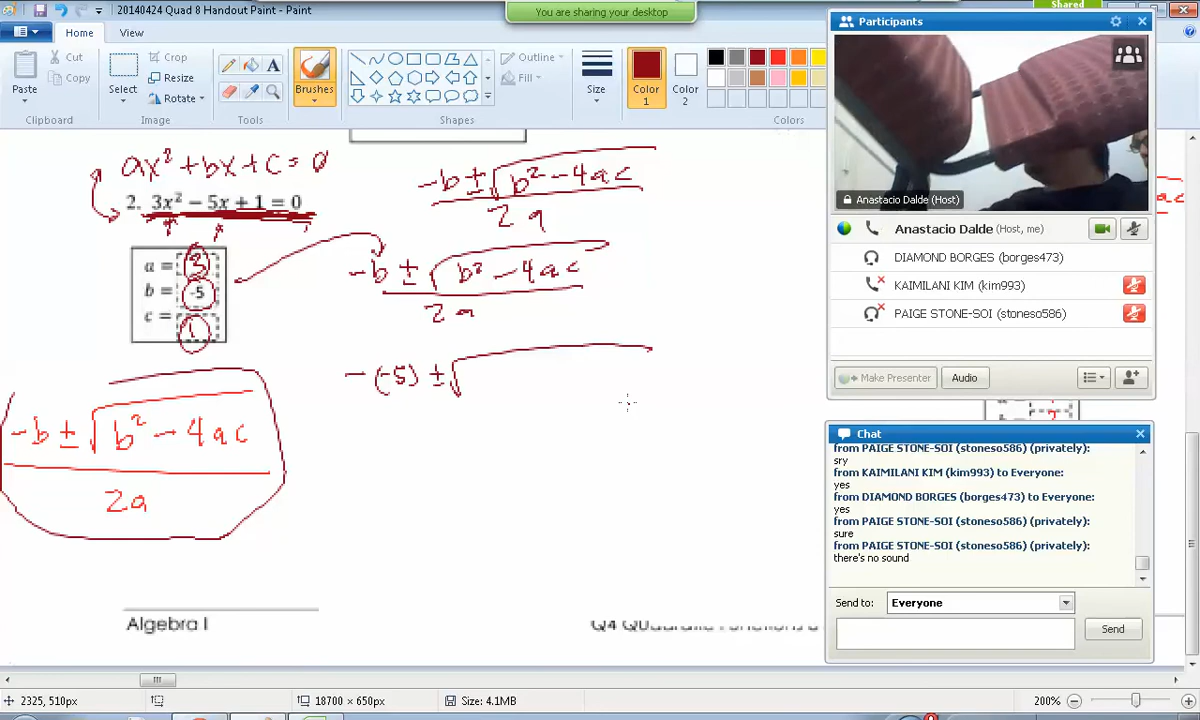 20140424 Quad 8 Handout Paint - Paint
You are sharing your desktop
Shared
Home
View
Paste
Cut
Copy
Clipboard
Select
Resize
Rotate
Image
Tools
Brushes
Shapes
Outline
Fill
Size
Color 1
Color 2
Colors
ax² + bx + c = 0
2. 3x² − 5x + 1 = 0
a = 3
b = -5
c = 1
-b ± √b² - 4ac
2a
-b ± √b² - 4ac
2a
-(-5) ± √
-b ± √b² - 4ac
2a
Algebra I
Participants
Anastacio Dalde (Host)
Anastacio Dalde (Host, me)
DIAMOND BORGES (borges473)
KAIMILANI KIM (kim993)
PAIGE STONE-SOI (stoneso586)
Make Presenter
Audio
Chat
from PAIGE STONE-SOI (stoneso586) (privately):
sry
from KAIMILANI KIM (kim993) to Everyone:
yes
from DIAMOND BORGES (borges473) to Everyone:
yes
from PAIGE STONE-SOI (stoneso586) (privately):
sure
from PAIGE STONE-SOI (stoneso586) (privately):
there's no sound
Send to: Everyone
Send
2325, 510px
18700 × 650px
Size: 4.1MB
200%